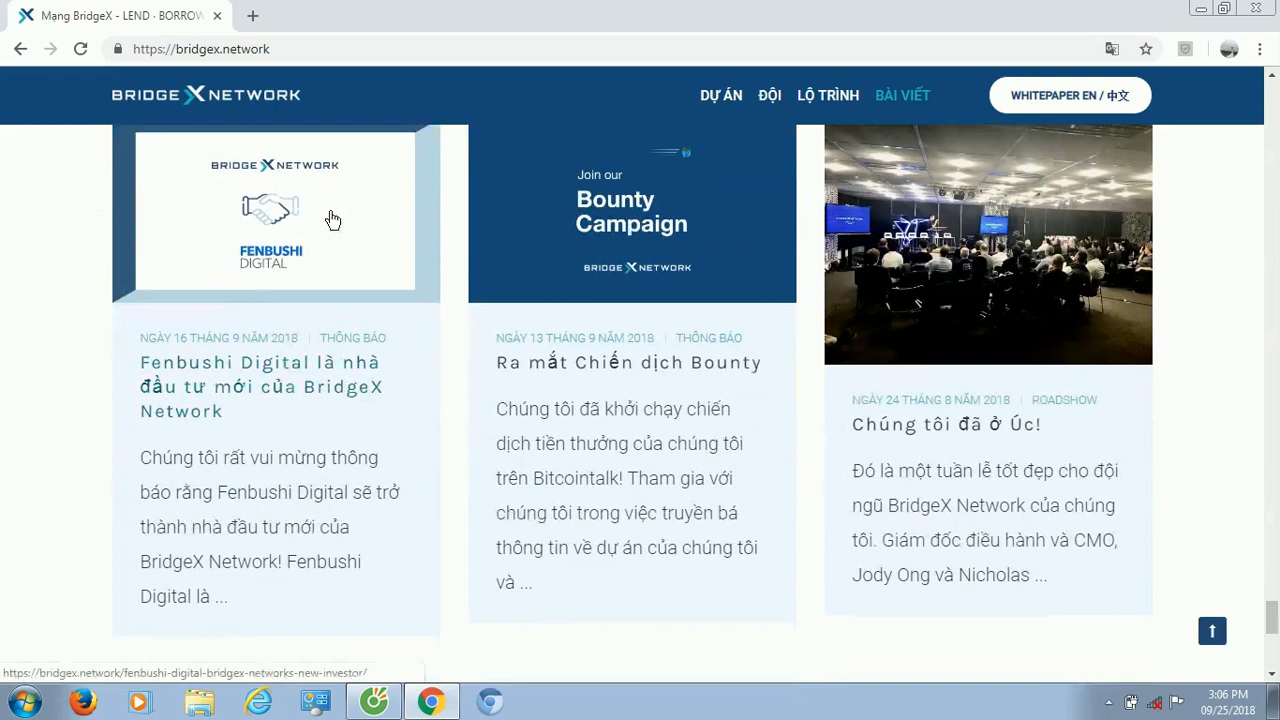 Mạng BridgeX - LEND · BORROW
https://bridgex.network
BRIDGE X NETWORK
DỰ ÁN
ĐỘI
LỘ TRÌNH
BÀI VIẾT
WHITEPAPER EN / 中文
BRIDGE X NETWORK
FENBUSHI
DIGITAL
NGÀY 16 THÁNG 9 NĂM 2018 | THÔNG BÁO
Fenbushi Digital là nhà
đầu tư mới của BridgeX
Network
Chúng tôi rất vui mừng thông
báo rằng Fenbushi Digital sẽ trở
thành nhà đầu tư mới của
BridgeX Network! Fenbushi
Digital là ...
Join our
Bounty
Campaign
BRIDGE X NETWORK
NGÀY 13 THÁNG 9 NĂM 2018 | THÔNG BÁO
Ra mắt Chiến dịch Bounty
Chúng tôi đã khởi chạy chiến
dịch tiền thưởng của chúng tôi
trên Bitcointalk! Tham gia với
chúng tôi trong việc truyền bá
thông tin về dự án của chúng tôi
và ...
NGÀY 24 THÁNG 8 NĂM 2018 | ROADSHOW
Chúng tôi đã ở Úc!
Đó là một tuần lễ tốt đẹp cho đội
ngũ BridgeX Network của chúng
tôi. Giám đốc điều hành và CMO,
Jody Ong và Nicholas ...
https://bridgex.network/fenbushi-digital-bridgex-networks-new-investor/
3:06 PM
09/25/2018